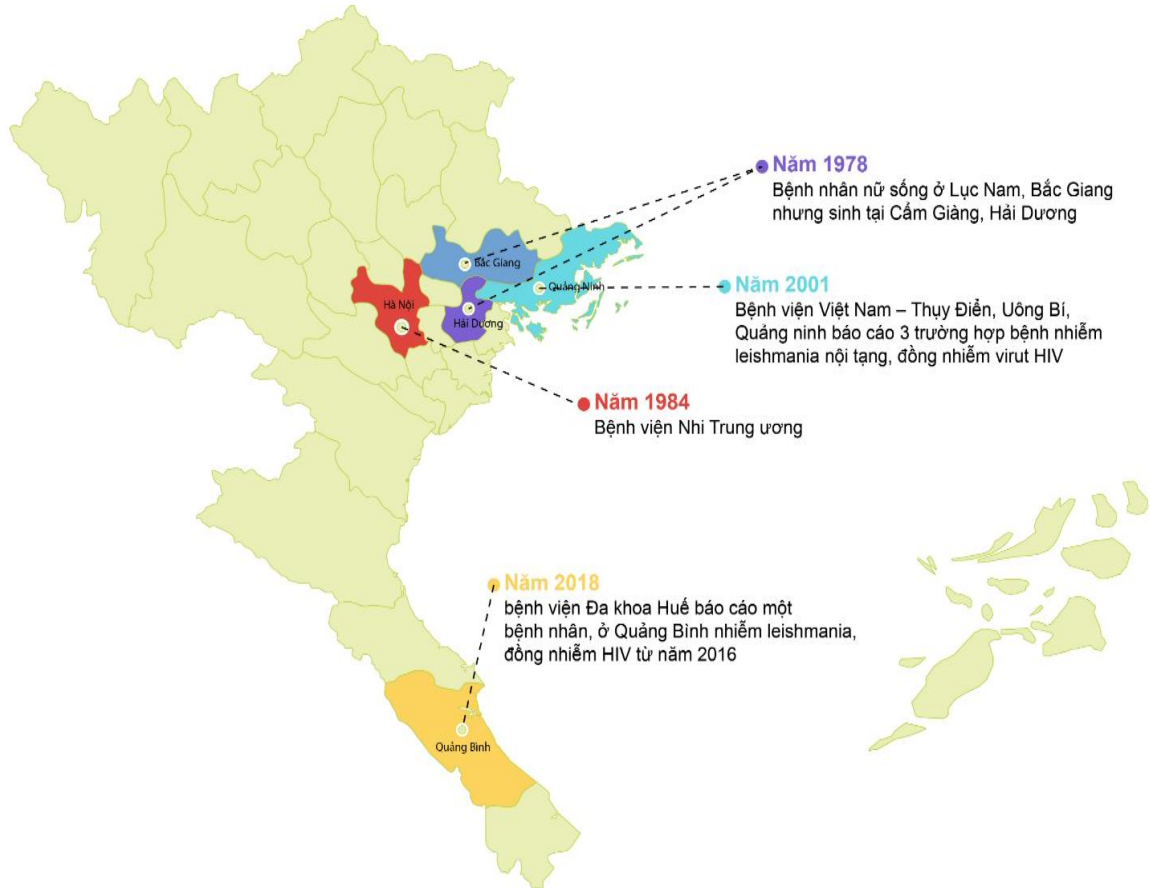 Năm 1978
Bệnh nhân nữ sống ở Lục Nam, Bắc Giang
nhưng sinh tại Cẩm Giàng, Hải Dương
Bắc Giang
Quảng Ninh
Năm 2001
Bệnh viện Việt Nam – Thụy Điển, Uông Bí,
Quảng ninh báo cáo 3 trường hợp bệnh nhiễm
leishmania nội tạng, đồng nhiễm virut HIV
Hà Nội
Hải Dương
Năm 1984
Bệnh viện Nhi Trung ương
Năm 2018
bệnh viện Đa khoa Huế báo cáo một
bệnh nhân, ở Quảng Bình nhiễm leishmania,
đồng nhiễm HIV từ năm 2016
Quảng Bình